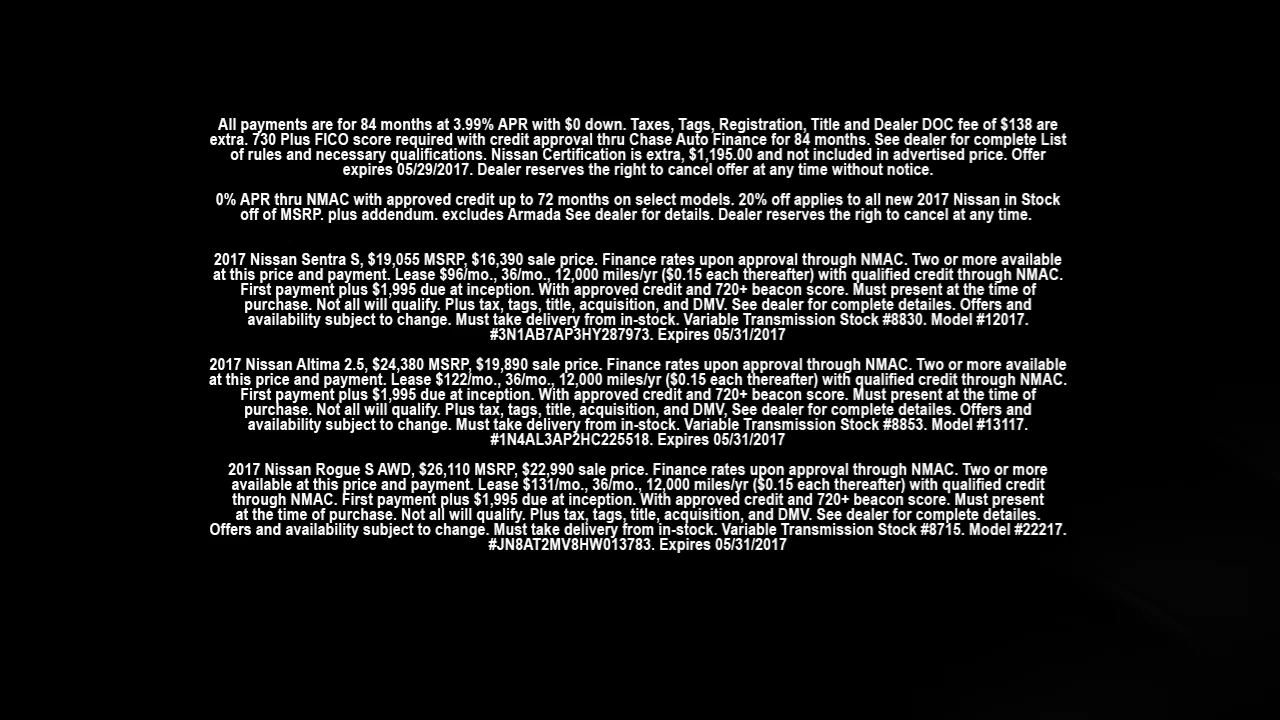 All payments are for 84 months at 3.99% APR with $0 down. Taxes, Tags, Registration, Title and Dealer DOC fee of $138 are
extra. 730 Plus FICO score required with credit approval thru Chase Auto Finance for 84 months. See dealer for complete List
of rules and necessary qualifications. Nissan Certification is extra, $1,195.00 and not included in advertised price. Offer
expires 05/29/2017. Dealer reserves the right to cancel offer at any time without notice.
0% APR thru NMAC with approved credit up to 72 months on select models. 20% off applies to all new 2017 Nissan in Stock
off of MSRP. plus addendum. excludes Armada See dealer for details. Dealer reserves the righ to cancel at any time.
2017 Nissan Sentra S, $19,055 MSRP, $16,390 sale price. Finance rates upon approval through NMAC. Two or more available
at this price and payment. Lease $96/mo., 36/mo., 12,000 miles/yr ($0.15 each thereafter) with qualified credit through NMAC.
First payment plus $1,995 due at inception. With approved credit and 720+ beacon score. Must present at the time of
purchase. Not all will qualify. Plus tax, tags, title, acquisition, and DMV. See dealer for complete detailes. Offers and
availability subject to change. Must take delivery from in-stock. Variable Transmission Stock #8830. Model #12017.
#3N1AB7AP3HY287973. Expires 05/31/2017
2017 Nissan Altima 2.5, $24,380 MSRP, $19,890 sale price. Finance rates upon approval through NMAC. Two or more available
at this price and payment. Lease $122/mo., 36/mo., 12,000 miles/yr ($0.15 each thereafter) with qualified credit through NMAC.
First payment plus $1,995 due at inception. With approved credit and 720+ beacon score. Must present at the time of
purchase. Not all will qualify. Plus tax, tags, title, acquisition, and DMV, See dealer for complete detailes. Offers and
availability subject to change. Must take delivery from in-stock. Variable Transmission Stock #8853. Model #13117.
#1N4AL3AP2HC225518. Expires 05/31/2017
2017 Nissan Rogue S AWD, $26,110 MSRP, $22,990 sale price. Finance rates upon approval through NMAC. Two or more
available at this price and payment. Lease $131/mo., 36/mo., 12,000 miles/yr ($0.15 each thereafter) with qualified credit
through NMAC. First payment plus $1,995 due at inception. With approved credit and 720+ beacon score. Must present
at the time of purchase. Not all will qualify. Plus tax, tags, title, acquisition, and DMV. See dealer for complete detailes.
Offers and availability subject to change. Must take delivery from in-stock. Variable Transmission Stock #8715. Model #22217.
#JN8AT2MV8HW013783. Expires 05/31/2017